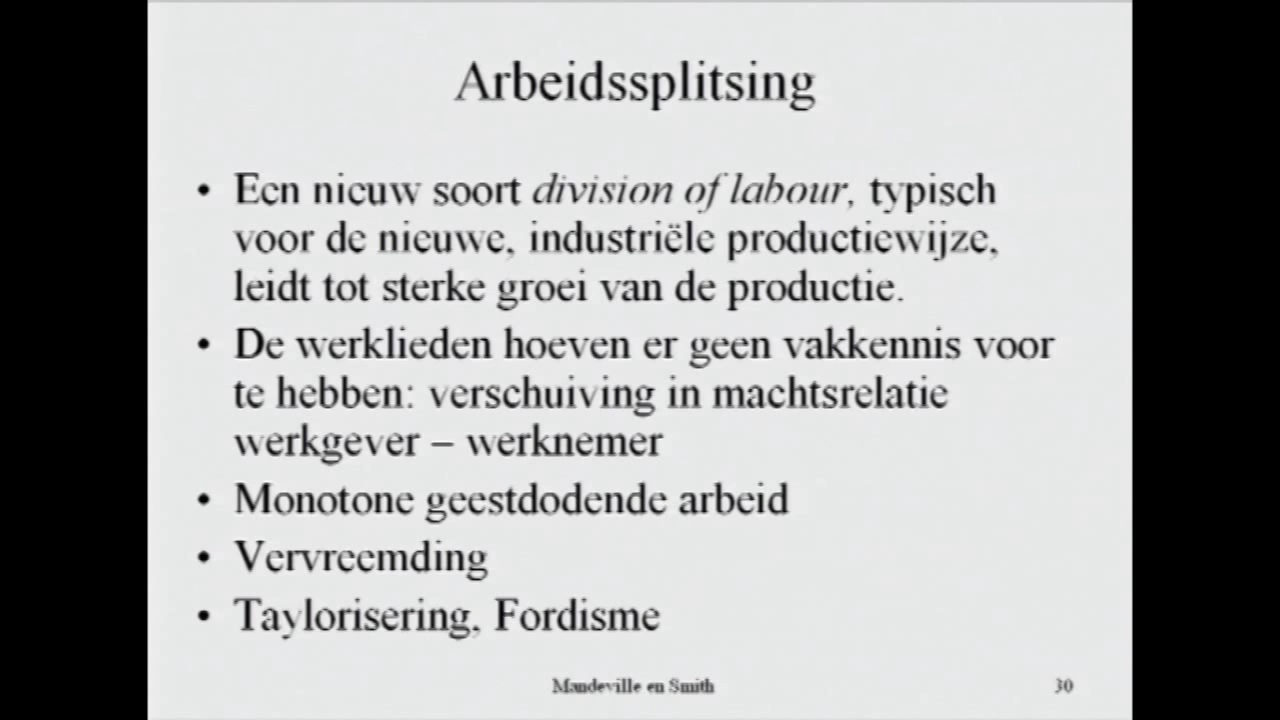 Arbeidssplitsing
• Een nieuw soort division of labour, typisch
voor de nieuwe, industriële productiewijze,
leidt tot sterke groei van de productie.
• De werklieden hoeven er geen vakkennis voor
te hebben: verschuiving in machtsrelatie
werkgever – werknemer
• Monotone geestdodende arbeid
• Vervreemding
• Taylorisering, Fordisme
Mandeville en Smith
30